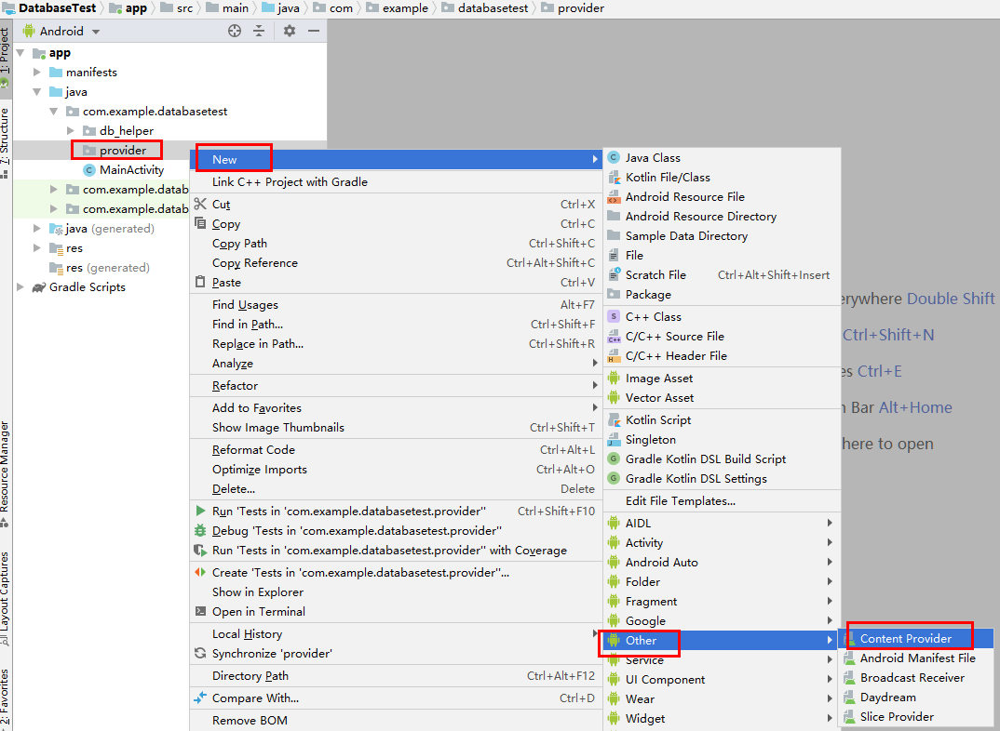 DatabaseTest app src main java com example databasetest provider
1: Project
Android
app
manifests
java
com.example.databasetest
db_helper
provider
MainActivity
com.example.datab
com.example.datab
java (generated)
res
res (generated)
Gradle Scripts
7: Structure
Resource Manager
Layout Captures
2: Favorites
New
Link C++ Project with Gradle
Cut Ctrl+X
Copy Ctrl+C
Copy Path Ctrl+Shift+C
Copy Reference Ctrl+Alt+Shift+C
Paste Ctrl+V
Find Usages Alt+F7
Find in Path... Ctrl+Shift+F
Replace in Path... Ctrl+Shift+R
Analyze
Refactor
Add to Favorites
Show Image Thumbnails Ctrl+Shift+T
Reformat Code Ctrl+Alt+L
Optimize Imports Ctrl+Alt+O
Delete... Delete
Run 'Tests in 'com.example.databasetest.provider'' Ctrl+Shift+F10
Debug 'Tests in 'com.example.databasetest.provider''
Run 'Tests in 'com.example.databasetest.provider'' with Coverage
Create 'Tests in 'com.example.databasetest.provider''...
Show in Explorer
Open in Terminal
Local History
Synchronize 'provider'
Directory Path Ctrl+Alt+F12
Compare With... Ctrl+D
Remove BOM
Java Class
Kotlin File/Class
Android Resource File
Android Resource Directory
Sample Data Directory
File
Scratch File Ctrl+Alt+Shift+Insert
Package
C++ Class
C/C++ Source File
C/C++ Header File
Image Asset
Vector Asset
Kotlin Script
Singleton
Gradle Kotlin DSL Build Script
Gradle Kotlin DSL Settings
Edit File Templates...
AIDL
Activity
Android Auto
Folder
Fragment
Google
Other
Service
UI Component
Wear
Widget
Content Provider
Android Manifest File
Broadcast Receiver
Daydream
Slice Provider
erywhere Double Shift
Ctrl+Shift+N
es Ctrl+E
n Bar Alt+Home
here to open